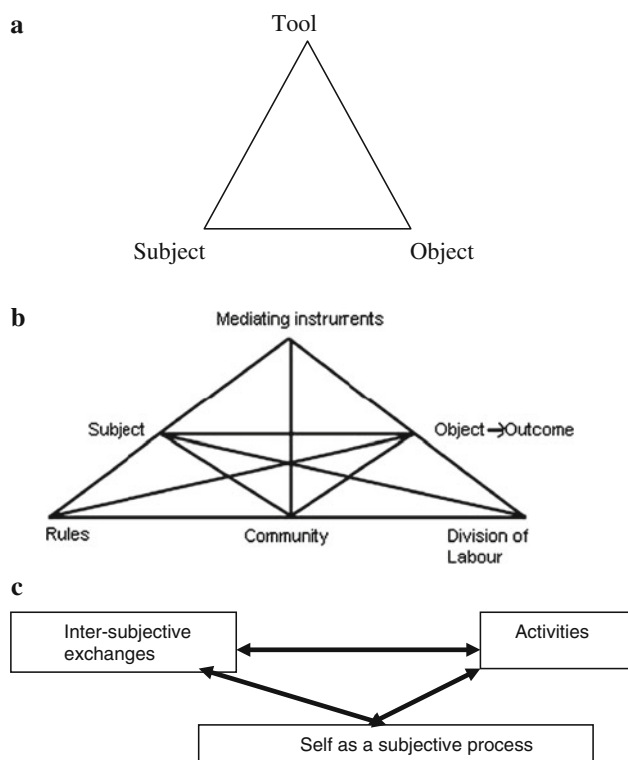 a
Tool
Subject Object
b
Mediating instruments
Subject Object → Outcome
Rules Community Division of
Labour
c
Inter-subjective
exchanges
Activities
Self as a subjective process